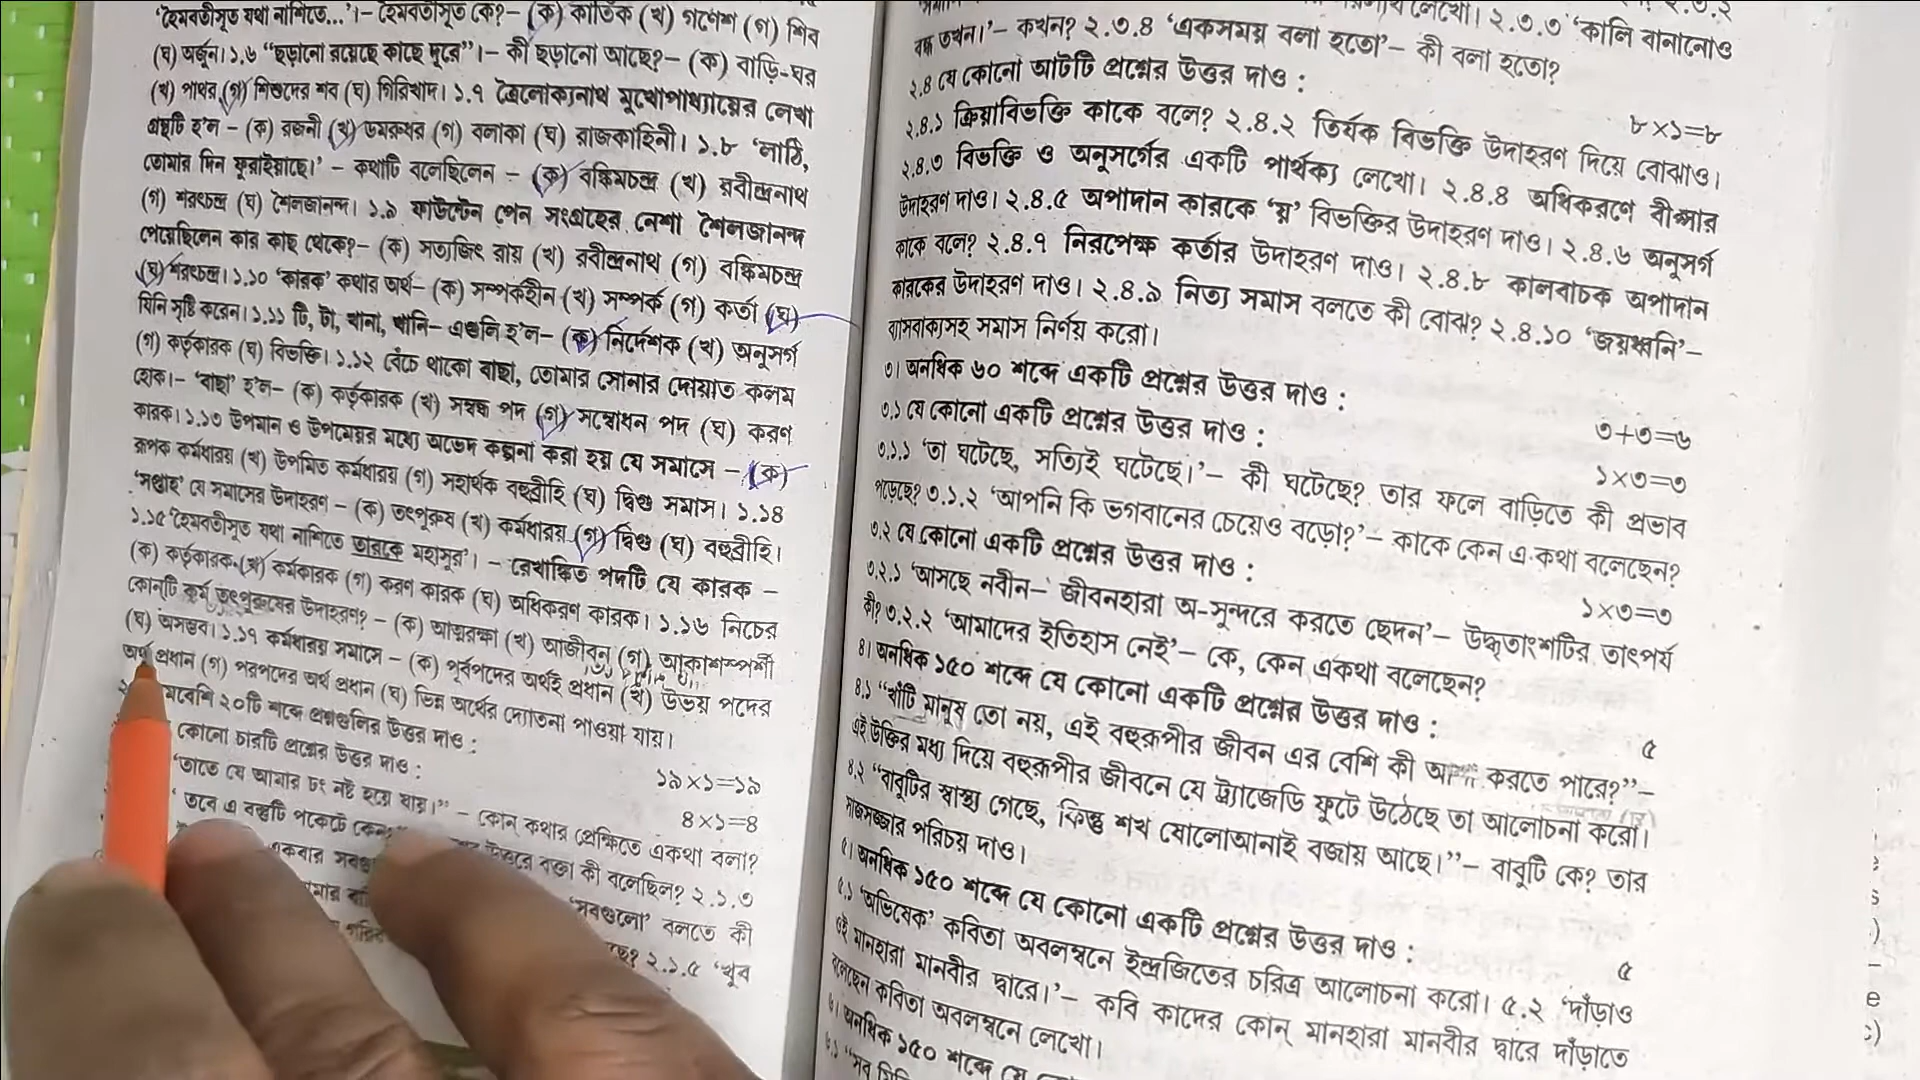 'হৈমবতীসূত যথা নাশিতে...'।– হৈমবতীসূত কে?– (ক) কার্তিক (খ) গণেশ (গ) শিব
(ঘ) অর্জুন। ১.৬ “ছড়ানো রয়েছে কাছে দূরে”।– কী ছড়ানো আছে?– (ক) বাড়ি-ঘর
(খ) পাথর (গ) শিশুদের শব (ঘ) গিরিখাদ। ১.৭ ত্রৈলোক্যনাথ মুখোপাধ্যায়ের লেখা
গ্রন্থটি হ'ল – (ক) রজনী (খ) ডমরুধর (গ) বলাকা (ঘ) রাজকাহিনী। ১.৮ 'লাঠি,
তোমার দিন ফুরাইয়াছে।' – কথাটি বলেছিলেন – (ক) বঙ্কিমচন্দ্র (খ) রবীন্দ্রনাথ
(গ) শরৎচন্দ্র (ঘ) শৈলজানন্দ। ১.৯ ফাউন্টেন পেন সংগ্রহের নেশা শৈলজানন্দ
পেয়েছিলেন কার কাছ থেকে?– (ক) সত্যজিৎ রায় (খ) রবীন্দ্রনাথ (গ) বঙ্কিমচন্দ্র
(ঘ) শরৎচন্দ্র। ১.১০ 'কারক' কথার অর্থ– (ক) সম্পর্কহীন (খ) সম্পর্ক (গ) কর্তা (ঘ)
যিনি সৃষ্টি করেন। ১.১১ টি, টা, খানা, খানি– এগুলি হ'ল– (ক) নির্দেশক (খ) অনুসর্গ
(গ) কর্তৃকারক (ঘ) বিভক্তি। ১.১২ বেঁচে থাকো বাছা, তোমার সোনার দোয়াত কলম
হোক।– 'বাছা' হ'ল– (ক) কর্তৃকারক (খ) সম্বন্ধ পদ (গ) সম্বোধন পদ (ঘ) করণ
কারক। ১.১৩ উপমান ও উপমেয়র মধ্যে অভেদ কল্পনা করা হয় যে সমাসে – (ক)
রূপক কর্মধারয় (খ) উপমিত কর্মধারয় (গ) সহার্থক বহুব্রীহি (ঘ) দ্বিগু সমাস। ১.১৪
'সপ্তাহ' যে সমাসের উদাহরণ – (ক) তৎপুরুষ (খ) কর্মধারয় (গ) দ্বিগু (ঘ) বহুব্রীহি।
১.১৫ 'হৈমবতীসূত যথা নাশিতে তারকে মহাসুর'। – রেখাঙ্কিত পদটি যে কারক –
(ক) কর্তৃকারক (খ) কর্মকারক (গ) করণ কারক (ঘ) অধিকরণ কারক। ১.১৬ নিচের
কোনটি কর্ম তৎপুরুষের উদাহরণ? – (ক) আত্মরক্ষা (খ) আজীবন (গ) আকাশস্পর্শী
(ঘ) অসম্ভব। ১.১৭ কর্মধারয় সমাসে – (ক) পূর্বপদের অর্থই প্রধান (খ) উভয় পদের
অর্থ প্রধান (গ) পরপদের অর্থ প্রধান (ঘ) ভিন্ন অর্থের দ্যোতনা পাওয়া যায়।
২০টি শব্দে প্রশ্নগুলির উত্তর দাও :
১৯×১=১৯
কোনো চারটি প্রশ্নের উত্তর দাও :
৪×১=৪
'তাতে যে আমার ঢং নষ্ট হয়ে যায়।” – কোন্ কথার প্রেক্ষিতে একথা বলা?
' তবে এ বস্তুটি পকেটে কেন উত্তরে বক্তা কী বলেছিল? ২.১.৩
একবার 'সবগুলো' বলতে কী
২.১.৫ 'খুব
লেখো। ২.৩.৩ 'কালি বানানোও
বন্ধ তখন।'– কখন? ২.৩.৪ 'একসময় বলা হতো'– কী বলা হতো?
২.৪ যে কোনো আটটি প্রশ্নের উত্তর দাও :
৮×১=৮
২.৪.১ ক্রিয়াবিভক্তি কাকে বলে? ২.৪.২ তির্যক বিভক্তি উদাহরণ দিয়ে বোঝাও।
২.৪.৩ বিভক্তি ও অনুসর্গের একটি পার্থক্য লেখো। ২.৪.৪ অধিকরণে বীপ্সার
উদাহরণ দাও। ২.৪.৫ অপাদান কারকে 'য়' বিভক্তির উদাহরণ দাও। ২.৪.৬ অনুসর্গ
কাকে বলে? ২.৪.৭ নিরপেক্ষ কর্তার উদাহরণ দাও। ২.৪.৮ কালবাচক অপাদান
কারকের উদাহরণ দাও। ২.৪.৯ নিত্য সমাস বলতে কী বোঝ? ২.৪.১০ 'জয়ধ্বনি'–
ব্যাসবাক্যসহ সমাস নির্ণয় করো।
৩। অনধিক ৬০ শব্দে একটি প্রশ্নের উত্তর দাও :
৩+৩=৬
৩.১ যে কোনো একটি প্রশ্নের উত্তর দাও :
১×৩=৩
৩.১.১ 'তা ঘটেছে, সত্যিই ঘটেছে।'– কী ঘটেছে? তার ফলে বাড়িতে কী প্রভাব
পড়েছে? ৩.১.২ 'আপনি কি ভগবানের চেয়েও বড়ো?'– কাকে কেন এ কথা বলেছেন?
৩.২ যে কোনো একটি প্রশ্নের উত্তর দাও :
১×৩=৩
৩.২.১ 'আসছে নবীন– জীবনহারা অ-সুন্দরে করতে ছেদন'– উদ্ধৃতাংশটির তাৎপর্য
কী? ৩.২.২ 'আমাদের ইতিহাস নেই'– কে, কেন একথা বলেছেন?
৪। অনধিক ১৫০ শব্দে যে কোনো একটি প্রশ্নের উত্তর দাও :
৫
৪.১ “খাঁটি মানুষ তো নয়, এই বহুরূপীর জীবন এর বেশি কী করতে পারে?”–
এই উক্তির মধ্য দিয়ে বহুরূপীর জীবনে যে ট্র্যাজেডি ফুটে উঠেছে তা আলোচনা করো।
৪.২ “বাবুটির স্বাস্থ্য গেছে, কিন্তু শখ ষোলোআনাই বজায় আছে।”– বাবুটি কে? তার
সাজসজ্জার পরিচয় দাও।
৫। অনধিক ১৫০ শব্দে যে কোনো একটি প্রশ্নের উত্তর দাও :
৫
৫.১ 'অভিষেক' কবিতা অবলম্বনে ইন্দ্রজিতের চরিত্র আলোচনা করো। ৫.২ 'দাঁড়াও
ওই মানহারা মানবীর দ্বারে।'– কবি কাদের কোন্ মানহারা মানবীর দ্বারে দাঁড়াতে
বলেছেন কবিতা অবলম্বনে লেখো।
৬। অনধিক ১৫০ শব্দে যে
৬.১ “সব